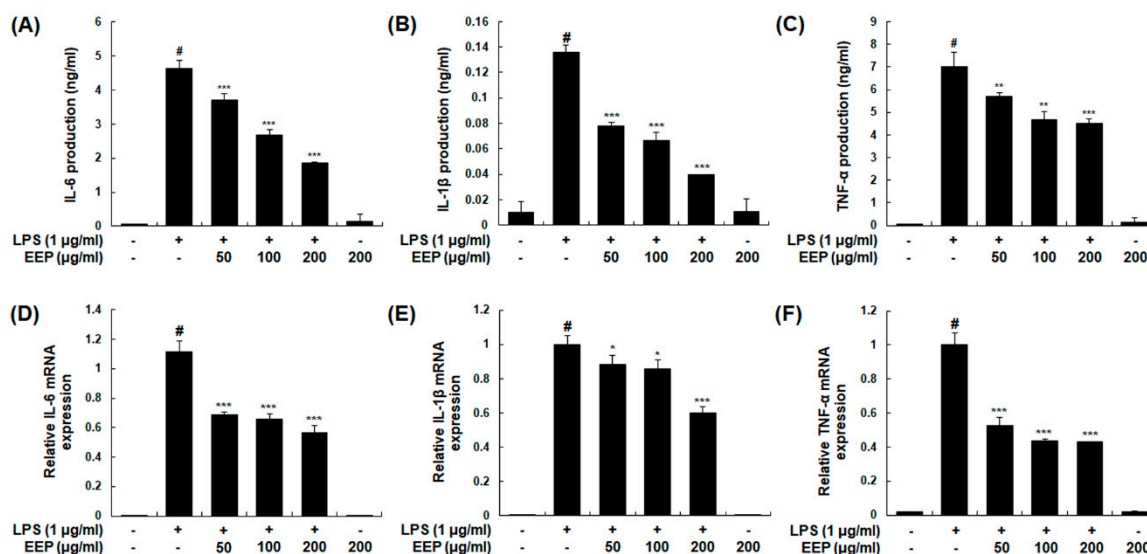 (A)
IL-6 production (ng/ml)
6
5
4
3
2
1
0
#
***
***
***
LPS (1 µg/ml) - + + + + -
EEP (µg/ml) - - 50 100 200 200
(B)
IL-1β production (ng/ml)
0.16
0.14
0.12
0.1
0.08
0.06
0.04
0.02
0
#
***
***
***
- + + + + -
- - 50 100 200 200
(C)
TNF-α production (ng/ml)
9
8
7
6
5
4
3
2
1
0
#
**
**
***
LPS (1 µg/ml) - + + + + -
EEP (µg/ml) - - 50 100 200 200
(D)
Relative IL-6 mRNA
expression
1.4
1.2
1
0.8
0.6
0.4
0.2
0
#
***
***
***
LPS (1 µg/ml) - + + + + -
EEP (µg/ml) - - 50 100 200 200
(E)
Relative IL-1β mRNA
expression
1.2
1
0.8
0.6
0.4
0.2
0
#
*
*
***
LPS (1 µg/ml) - + + + + -
EEP (µg/ml) - - 50 100 200 200
(F)
Relative TNF-α mRNA
expression
1.2
1
0.8
0.6
0.4
0.2
0
#
***
***
***
LPS (1 µg/ml) - + + + + -
EEP (µg/ml) - - 50 100 200 200